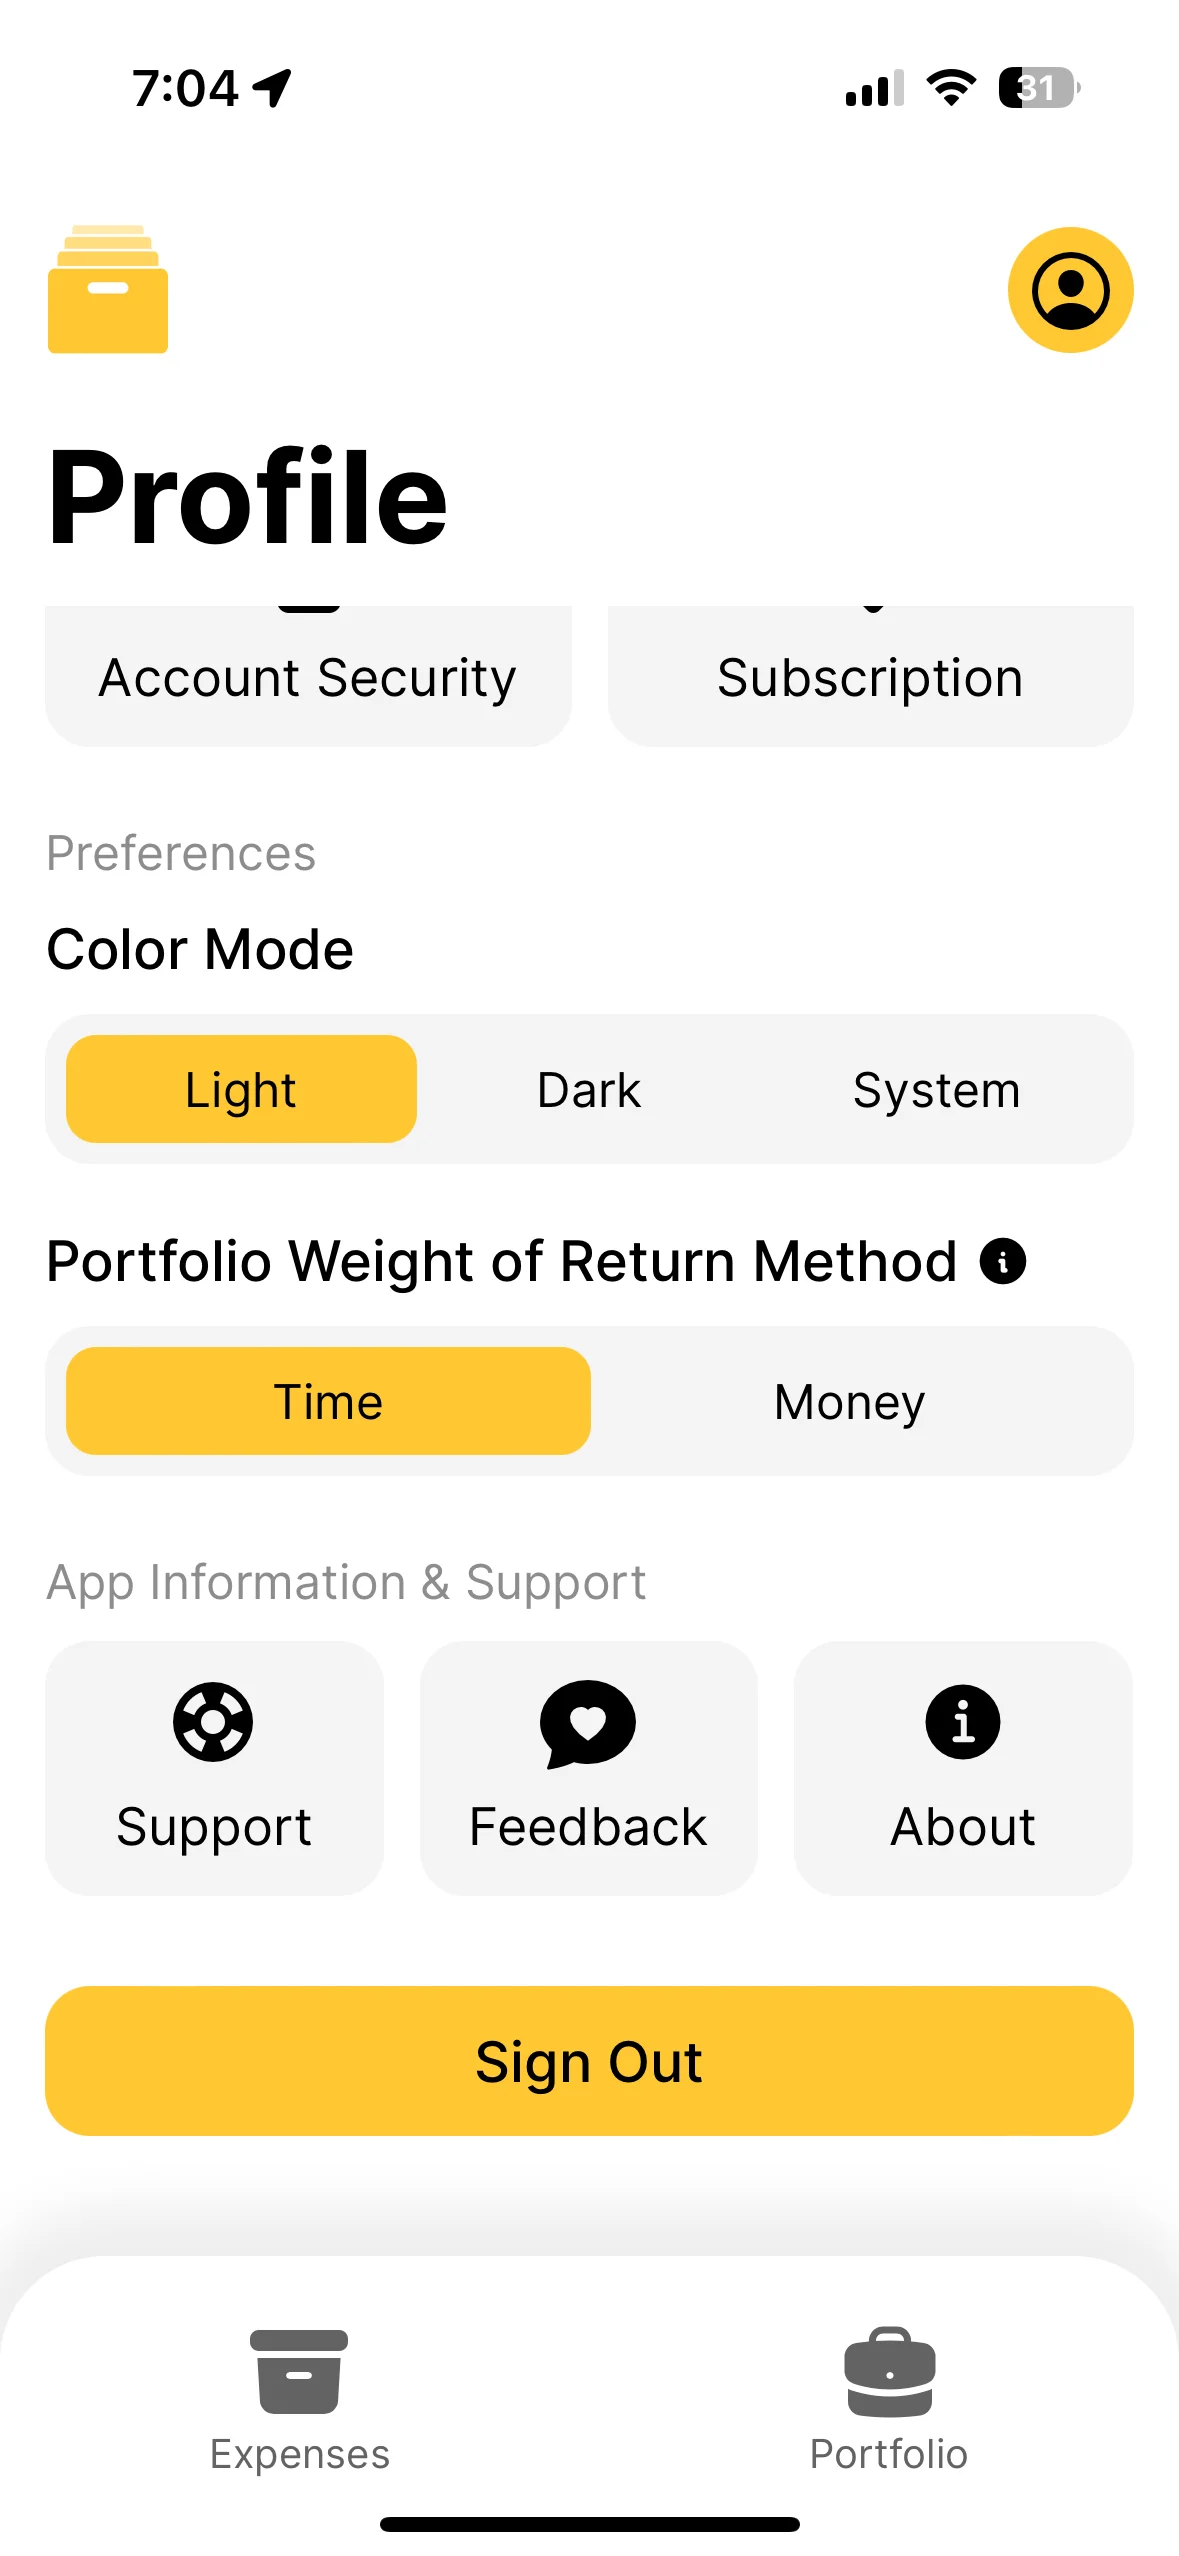 7:04
31
Profile
Account Security
Subscription
Preferences
Color Mode
Light
Dark
System
Portfolio Weight of Return Method
Time
Money
App Information & Support
Support
Feedback
About
Sign Out
Expenses
Portfolio